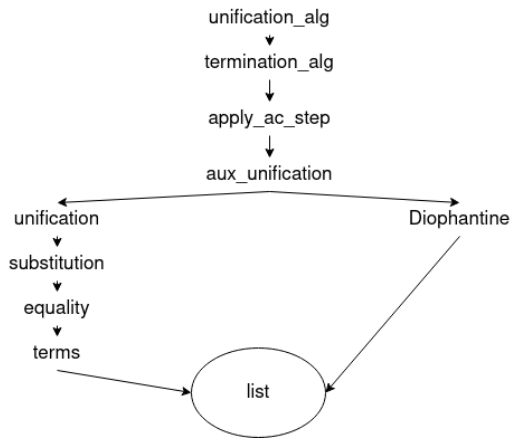 unification_alg
termination_alg
apply_ac_step
aux_unification
unification
Diophantine
substitution
equality
terms
list